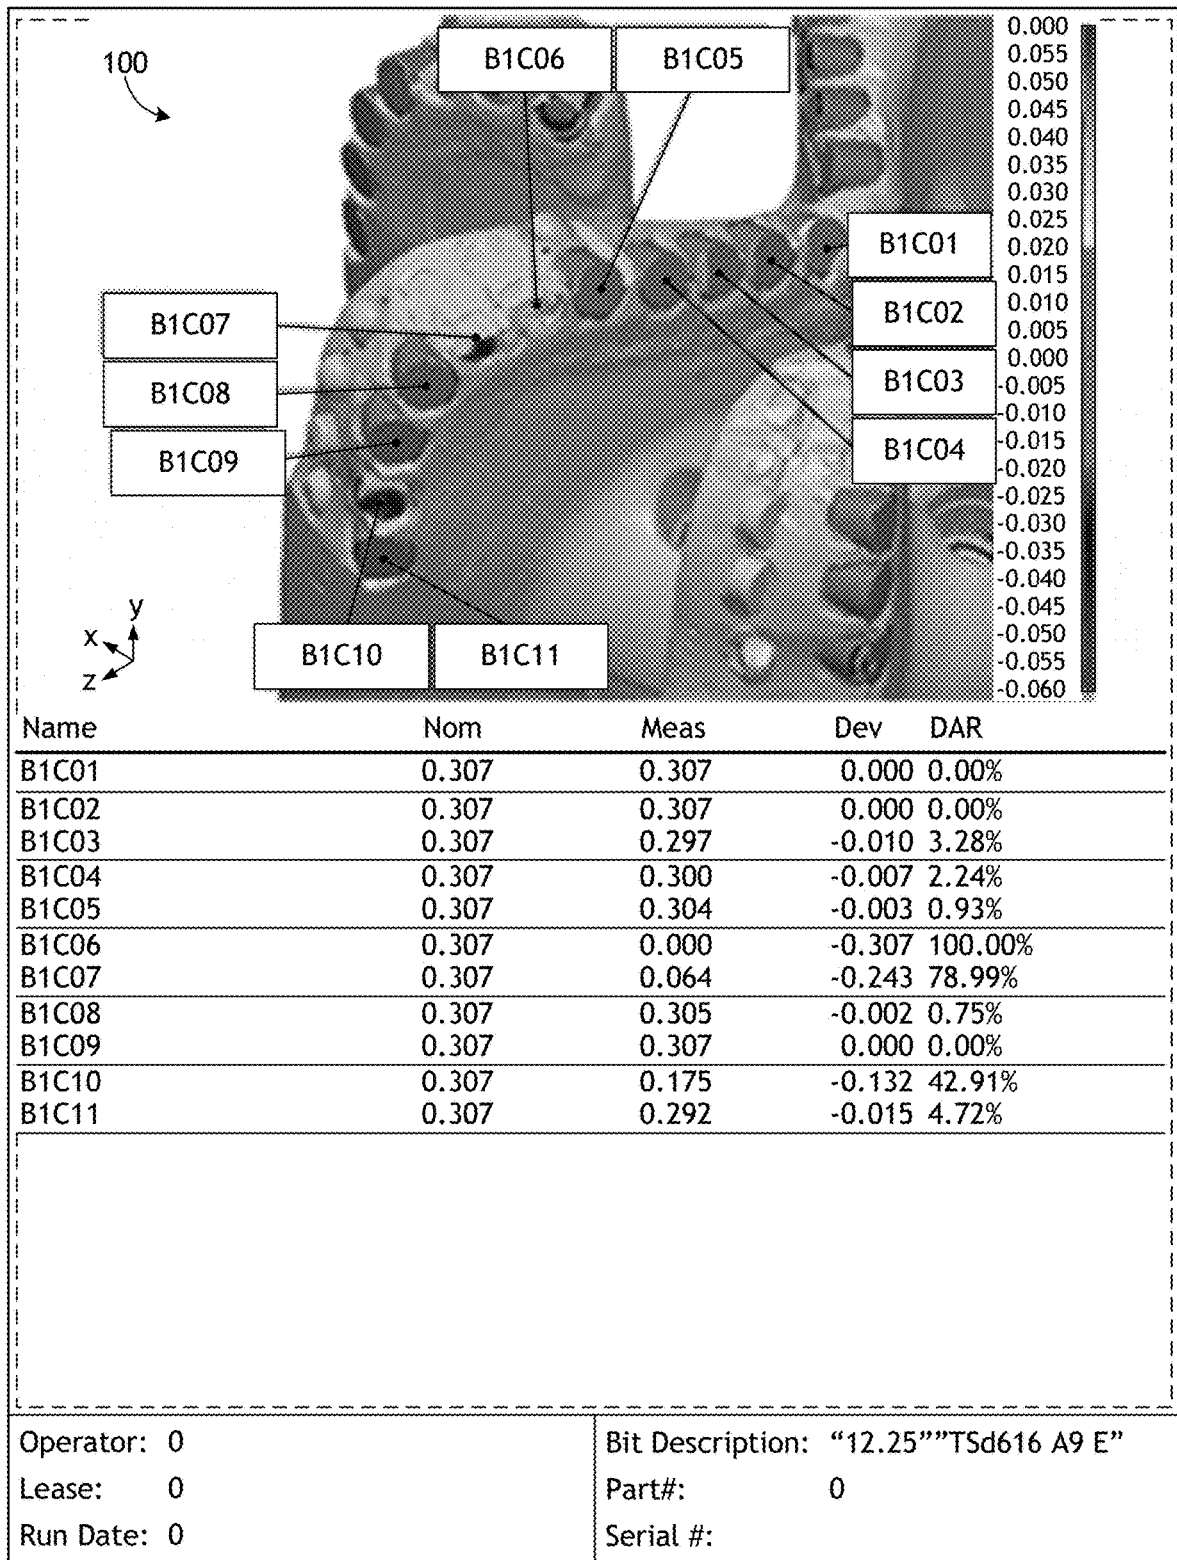 100
B1C06 B1C05
B1C01
B1C02
B1C03
B1C04
B1C07
B1C08
B1C09
B1C10 B1C11
y
x
z
0.000
0.055
0.050
0.045
0.040
0.035
0.030
0.025
0.020
0.015
0.010
0.005
0.000
-0.005
-0.010
-0.015
-0.020
-0.025
-0.030
-0.035
-0.040
-0.045
-0.050
-0.055
-0.060
Name Nom Meas Dev DAR
B1C01 0.307 0.307 0.000 0.00%
B1C02 0.307 0.307 0.000 0.00%
B1C03 0.307 0.297 -0.010 3.28%
B1C04 0.307 0.300 -0.007 2.24%
B1C05 0.307 0.304 -0.003 0.93%
B1C06 0.307 0.000 -0.307 100.00%
B1C07 0.307 0.064 -0.243 78.99%
B1C08 0.307 0.305 -0.002 0.75%
B1C09 0.307 0.307 0.000 0.00%
B1C10 0.307 0.175 -0.132 42.91%
B1C11 0.307 0.292 -0.015 4.72%
Operator: 0
Lease: 0
Run Date: 0
Bit Description: “12.25””TSd616 A9 E”
Part#: 0
Serial #: